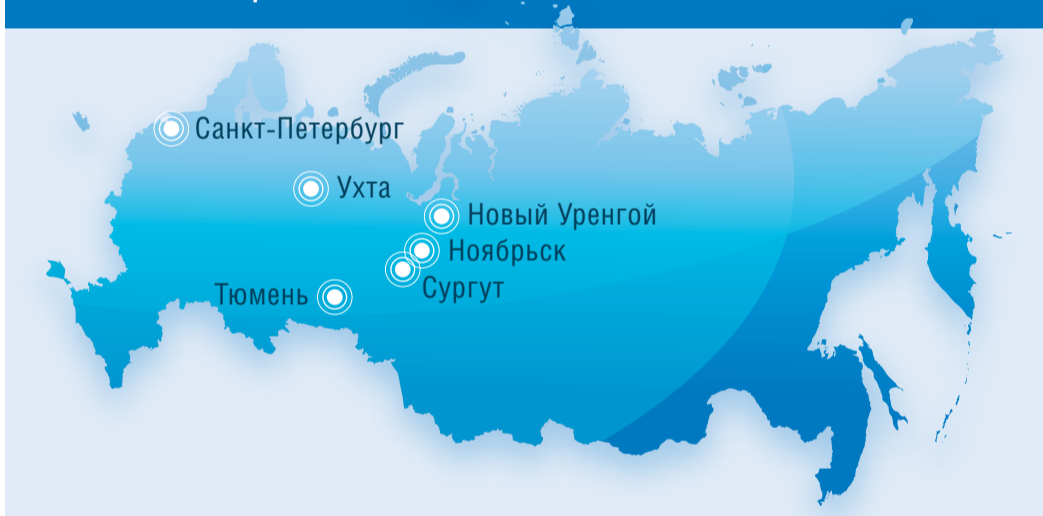 Санкт-Петербург
Ухта
Новый Уренгой
Ноябрьск
Сургут
Тюмень